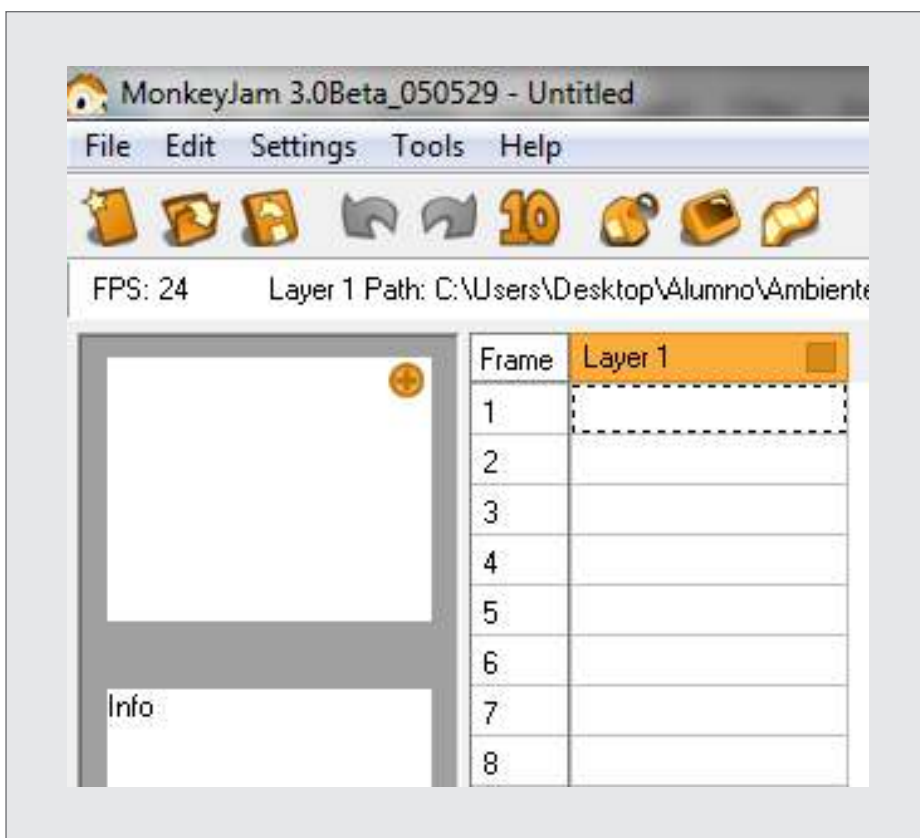 MonkeyJam 3.0Beta_050529 - Untitled
File Edit Settings Tools Help
10
FPS: 24 Layer 1 Path: C:\Users\Desktop\Alumno\Ambiente
Frame Layer 1
1
2
3
4
5
6
Info
7
8